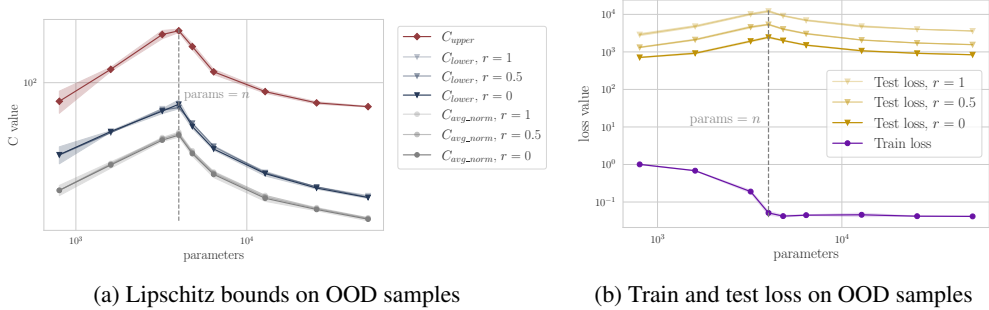 C value
10²
params = n
10³
10⁴
parameters
C_upper
C_lower, r = 1
C_lower, r = 0.5
C_lower, r = 0
C_avg_norm, r = 1
C_avg_norm, r = 0.5
C_avg_norm, r = 0
(a) Lipschitz bounds on OOD samples
loss value
10⁴
10³
10²
10¹
10⁰
10⁻¹
params = n
Test loss, r = 1
Test loss, r = 0.5
Test loss, r = 0
Train loss
10³
10⁴
parameters
(b) Train and test loss on OOD samples